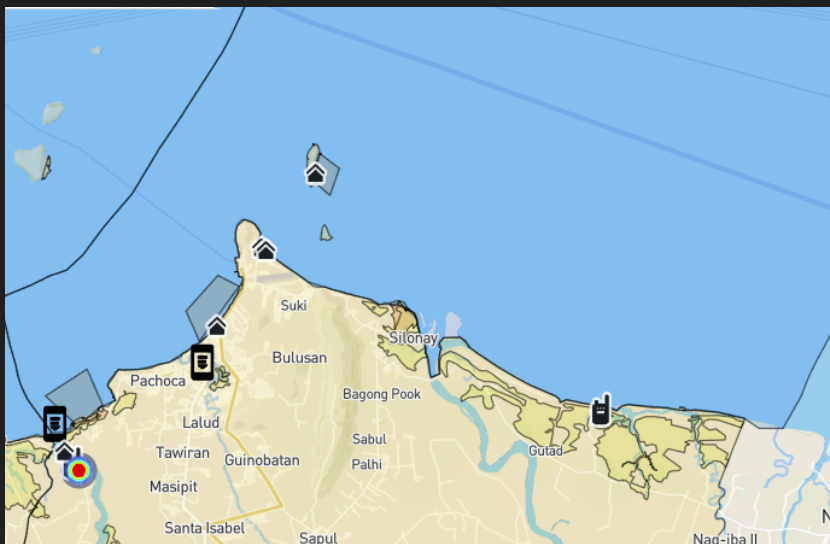 Suki
Silonay
Bulusan
Pachoca
Bagong Pook
Lalud
Sabul
Tawiran
Guinobatan
Palhi
Gutad
Masipit
Santa Isabel
Sapul
Nag-iba II
N